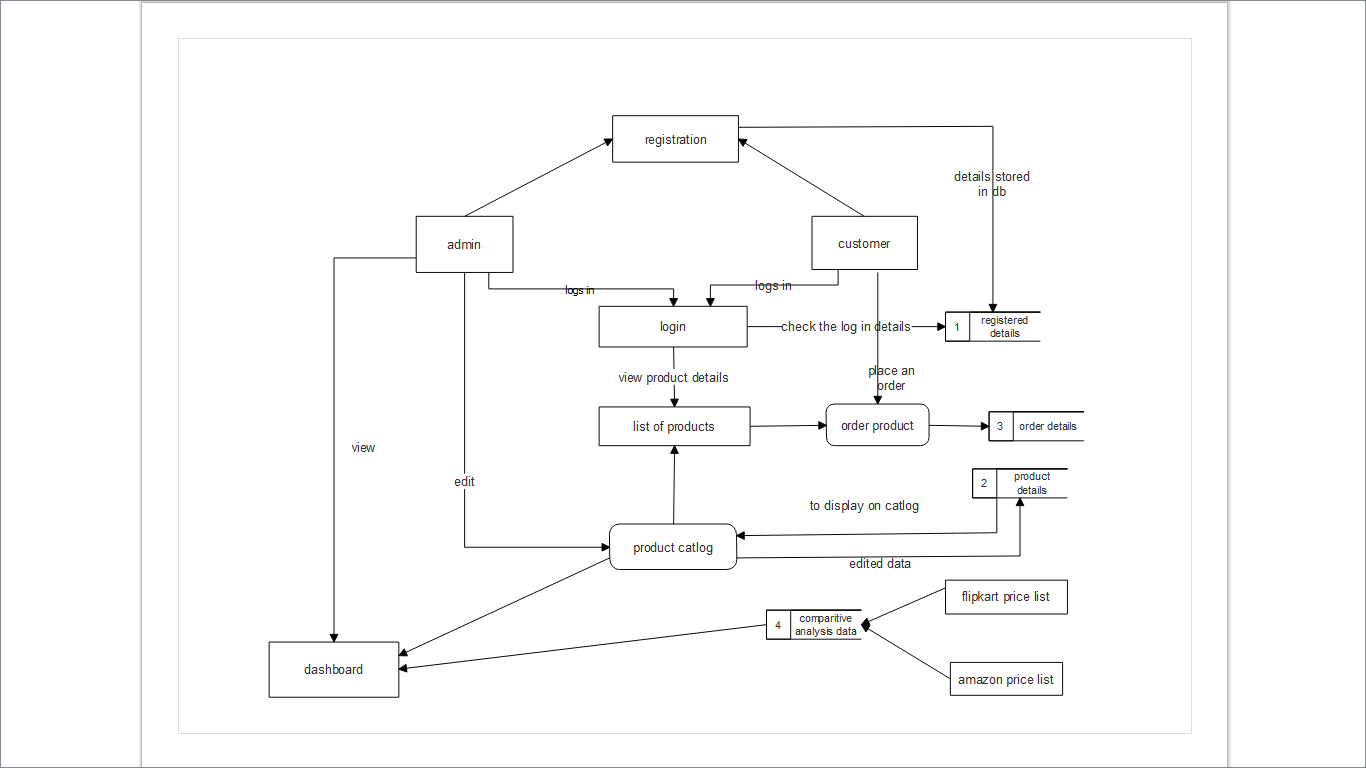 registration
details stored
in db
admin
customer
logs in
logs in
login
check the log in details
1
registered
details
view product details
place an
order
list of products
order product
3
order details
view
edit
2
product
details
to display on catlog
product catlog
edited data
flipkart price list
4
comparitive
analysis data
dashboard
amazon price list